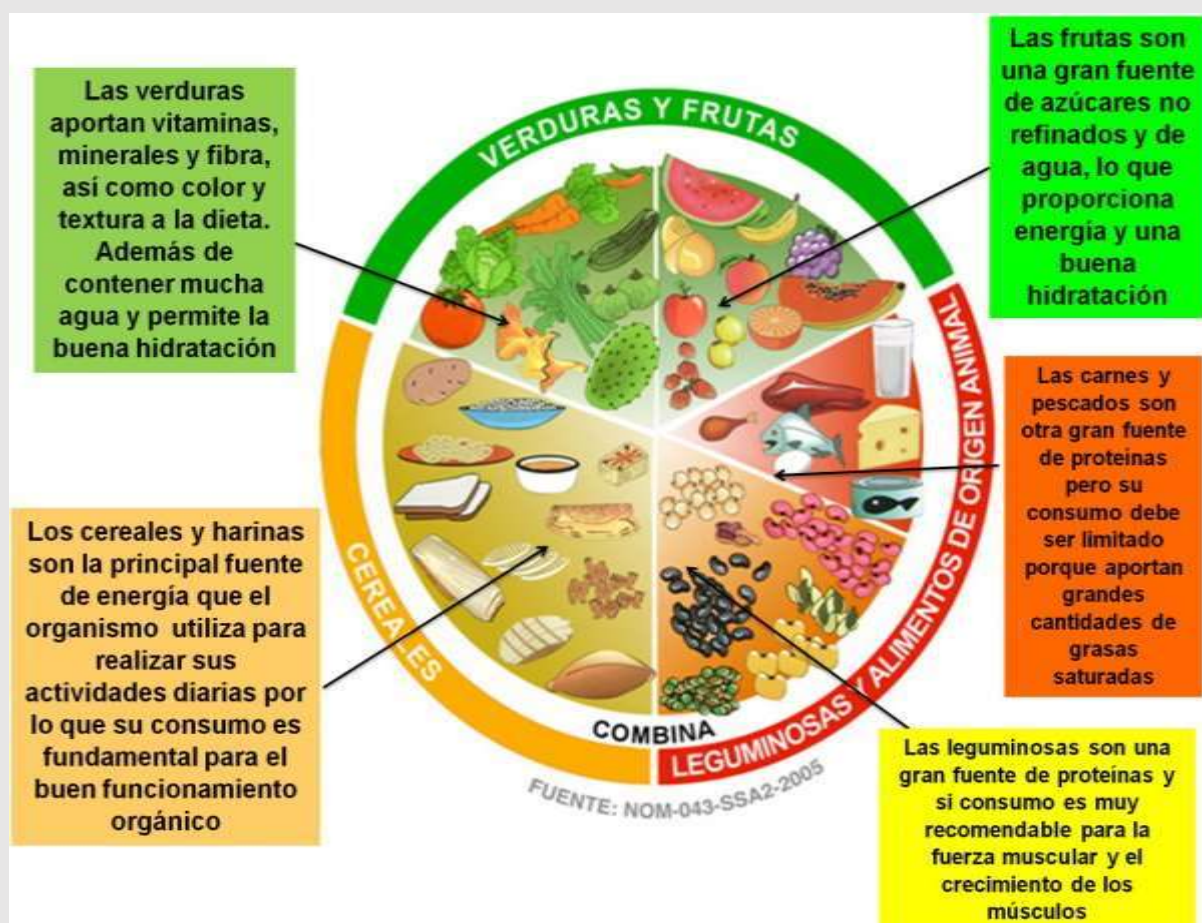 Las verduras
aportan vitaminas,
minerales y fibra,
así como color y
textura a la dieta.
Además de
contener mucha
agua y permite la
buena hidratación
Las frutas son
una gran fuente
de azúcares no
refinados y de
agua, lo que
proporciona
energía y una
buena
hidratación
VERDURAS Y FRUTAS
Las carnes y
pescados son
otra gran fuente
de proteínas
pero su
consumo debe
ser limitado
porque aportan
grandes
cantidades de
grasas
saturadas
Los cereales y harinas
son la principal fuente
de energía que el
organismo utiliza para
realizar sus
actividades diarias por
lo que su consumo es
fundamental para el
buen funcionamiento
orgánico
CEREALES
COMBINA
LEGUMINOSAS Y ALIMENTOS DE ORIGEN ANIMAL
FUENTE: NOM-043-SSA2-2005
Las leguminosas son una
gran fuente de proteínas y
si consumo es muy
recomendable para la
fuerza muscular y el
crecimiento de los
músculos